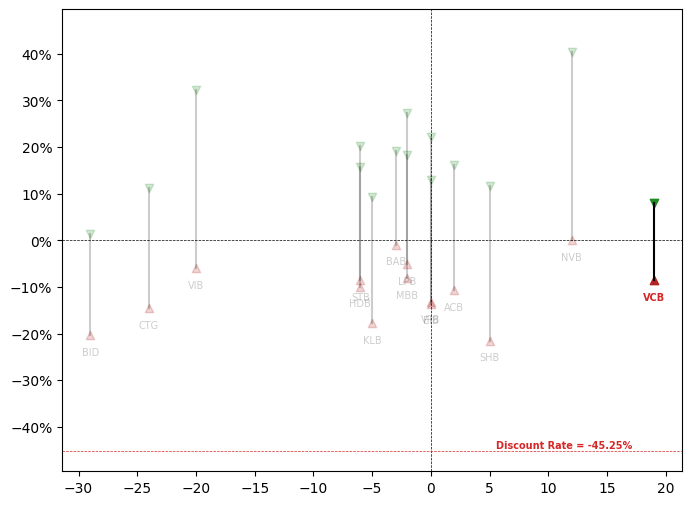 40%
30%
20%
10%
0%
−10%
−20%
−30%
−40%
BID
CTG
VIB
STB
HDB
KLB
BAB
LPB
MBB
ACB
SHB
NVB
VCB
Discount Rate = -45.25%
−30
−25
−20
−15
−10
−5
0
5
10
15
20